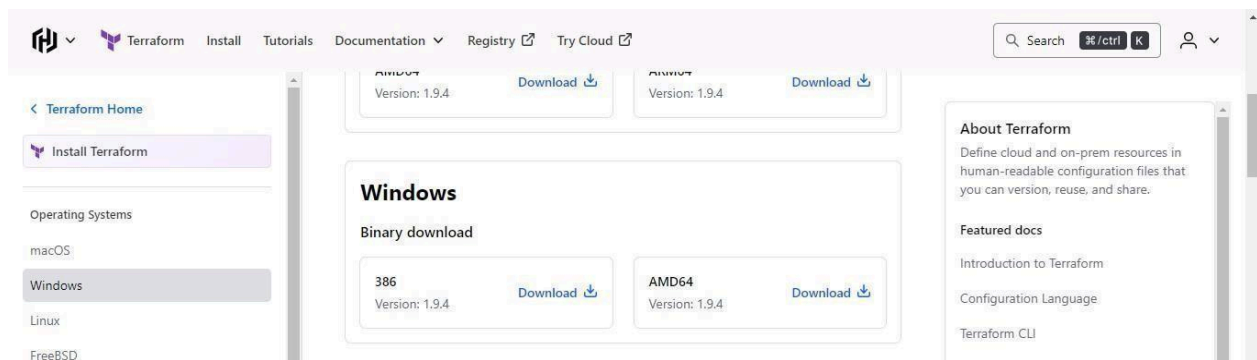 Terraform Install Tutorials Documentation Registry Try Cloud Search ⌘/ctrl K
Terraform Home
Install Terraform
Operating Systems
macOS
Windows
Linux
FreeBSD
AMD64
Version: 1.9.4
Download
ARM64
Version: 1.9.4
Download
Windows
Binary download
386
Version: 1.9.4
Download
AMD64
Version: 1.9.4
Download
About Terraform
Define cloud and on-prem resources in
human-readable configuration files that
you can version, reuse, and share.
Featured docs
Introduction to Terraform
Configuration Language
Terraform CLI